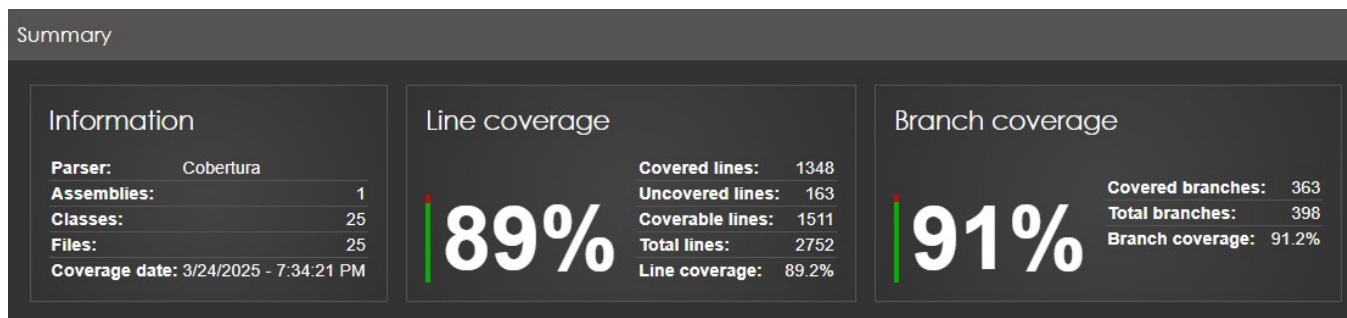 Summary
Information
Parser: Cobertura
Assemblies: 1
Classes: 25
Files: 25
Coverage date: 3/24/2025 - 7:34:21 PM
Line coverage
89%
Covered lines: 1348
Uncovered lines: 163
Coverable lines: 1511
Total lines: 2752
Line coverage: 89.2%
Branch coverage
91%
Covered branches: 363
Total branches: 398
Branch coverage: 91.2%